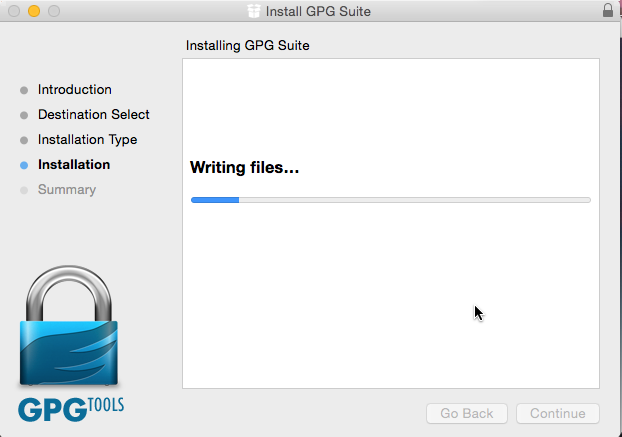 Install GPG Suite
Installing GPG Suite
Introduction
Destination Select
Installation Type
Installation
Summary
Writing files...
GPGTOOLS
Go Back
Continue